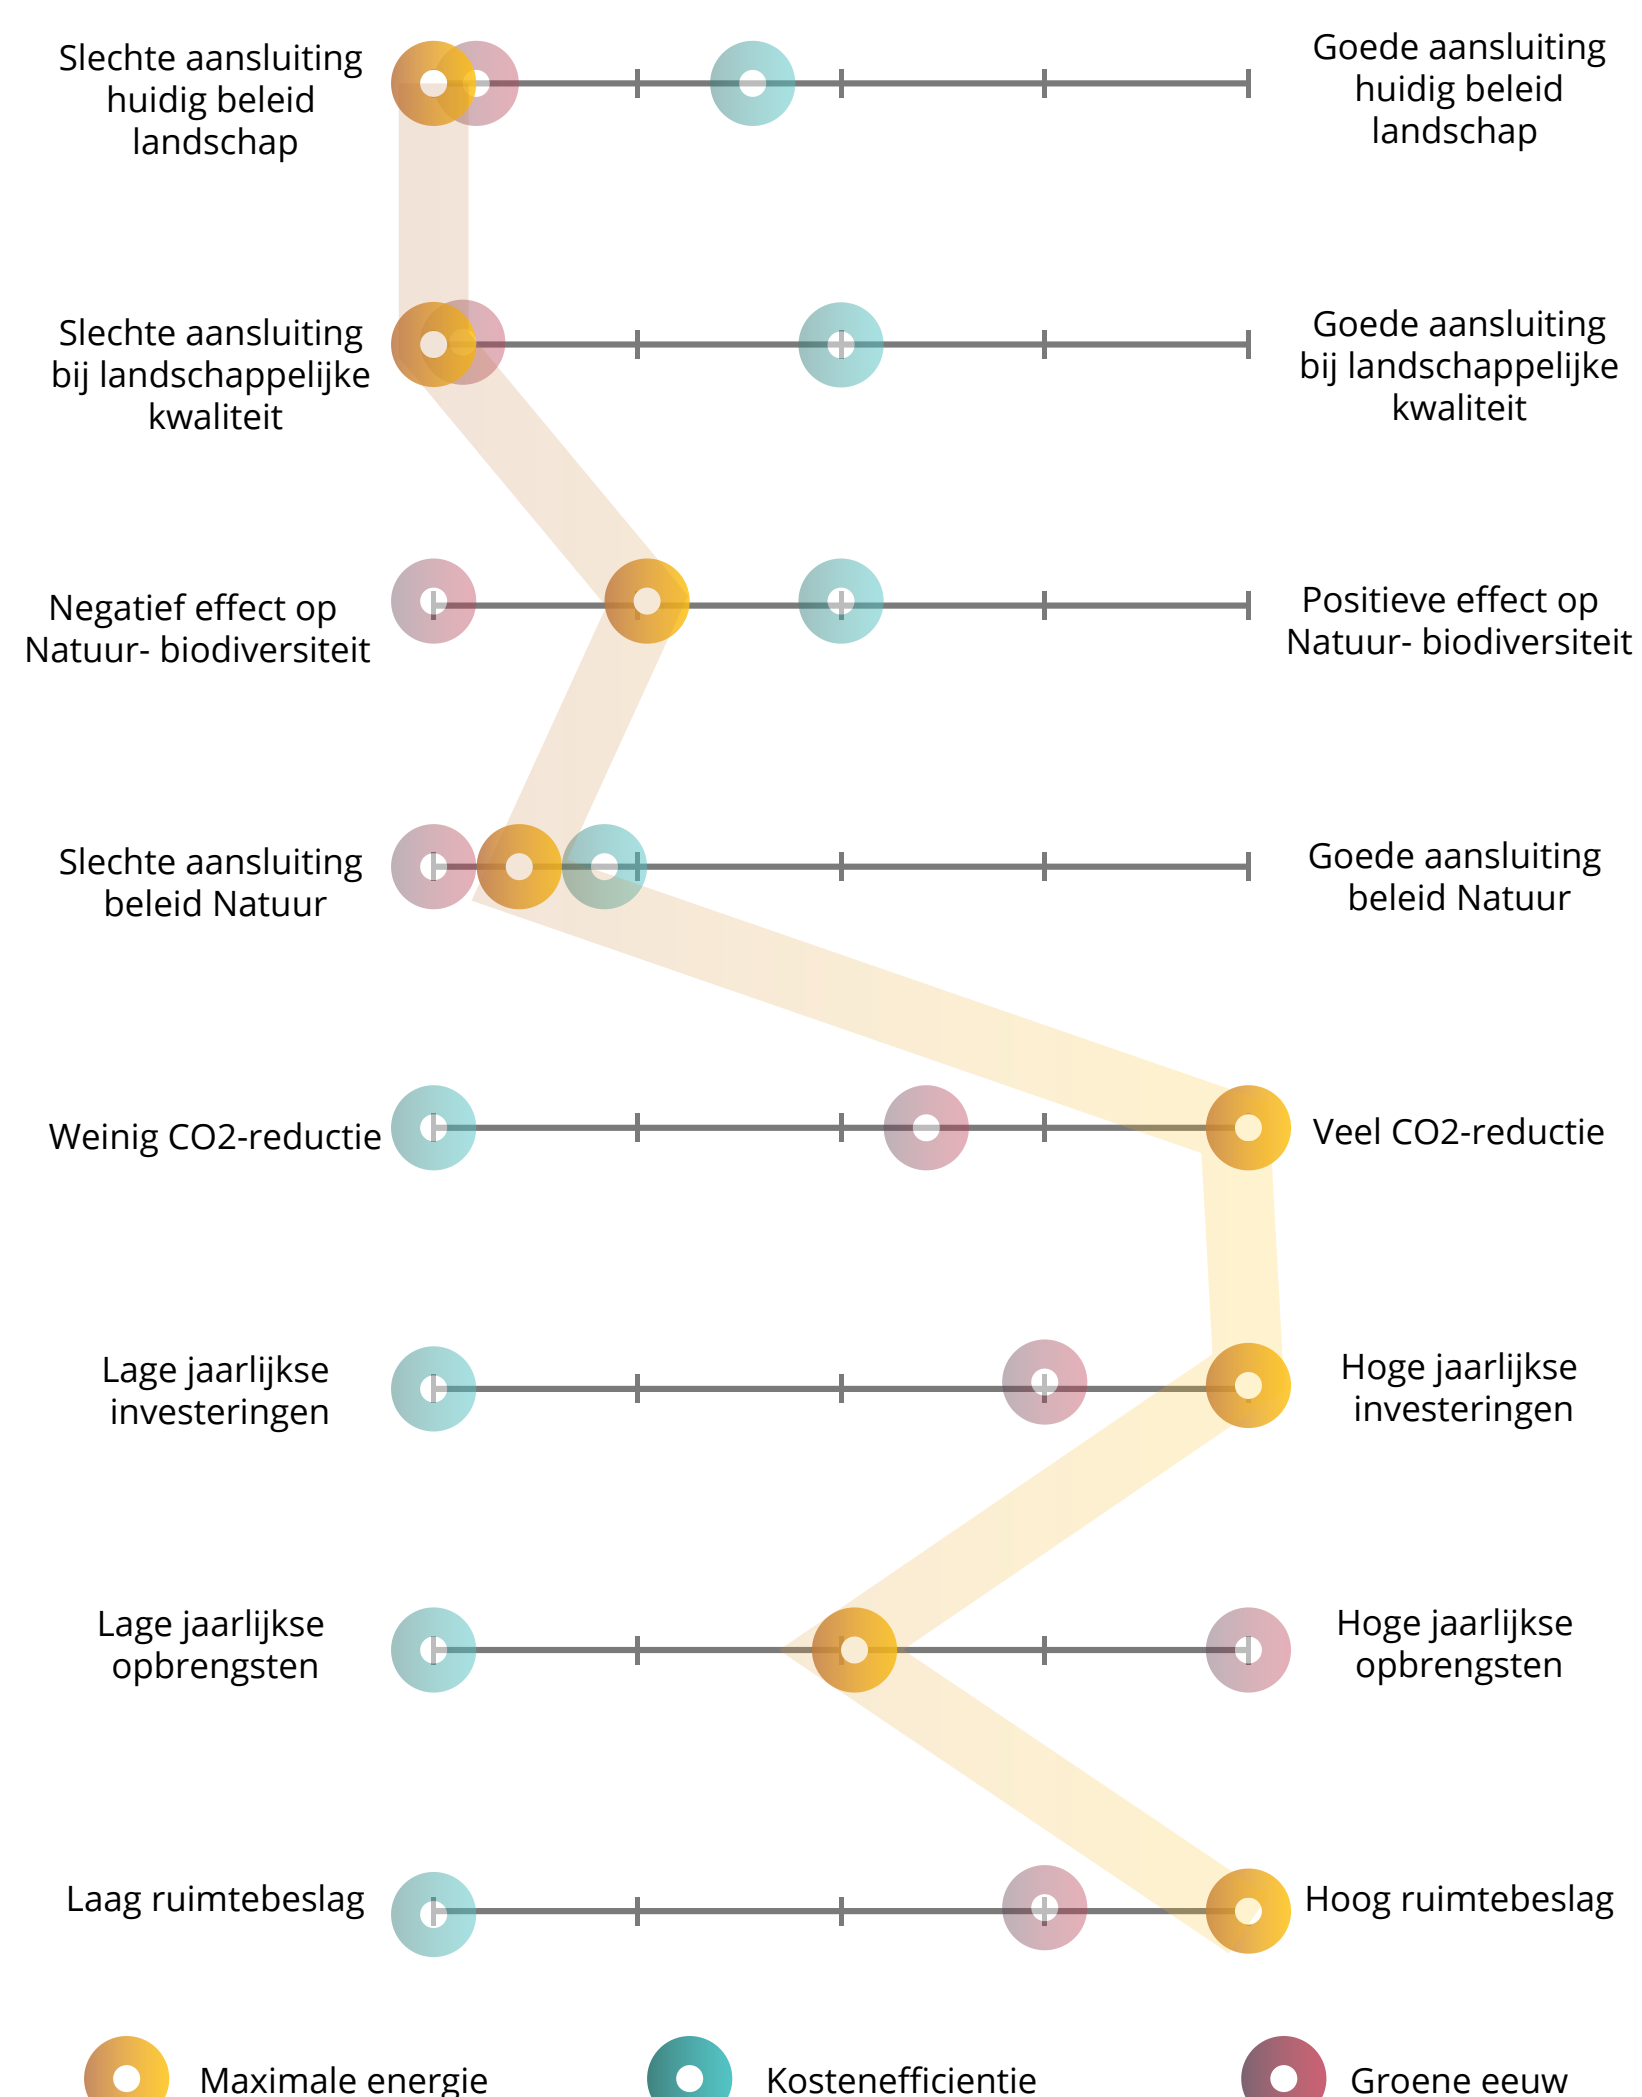 Slechte aansluiting
huidig beleid
landschap
Goede aansluiting
huidig beleid
landschap
Slechte aansluiting
bij landschappelijke
kwaliteit
Goede aansluiting
bij landschappelijke
kwaliteit
Negatief effect op
Natuur- biodiversiteit
Positieve effect op
Natuur- biodiversiteit
Slechte aansluiting
beleid Natuur
Goede aansluiting
beleid Natuur
Weinig CO2-reductie
Veel CO2-reductie
Lage jaarlijkse
investeringen
Hoge jaarlijkse
investeringen
Lage jaarlijkse
opbrengsten
Hoge jaarlijkse
opbrengsten
Laag ruimtebeslag
Hoog ruimtebeslag
Maximale energie
Kostenefficientie
Groene eeuw